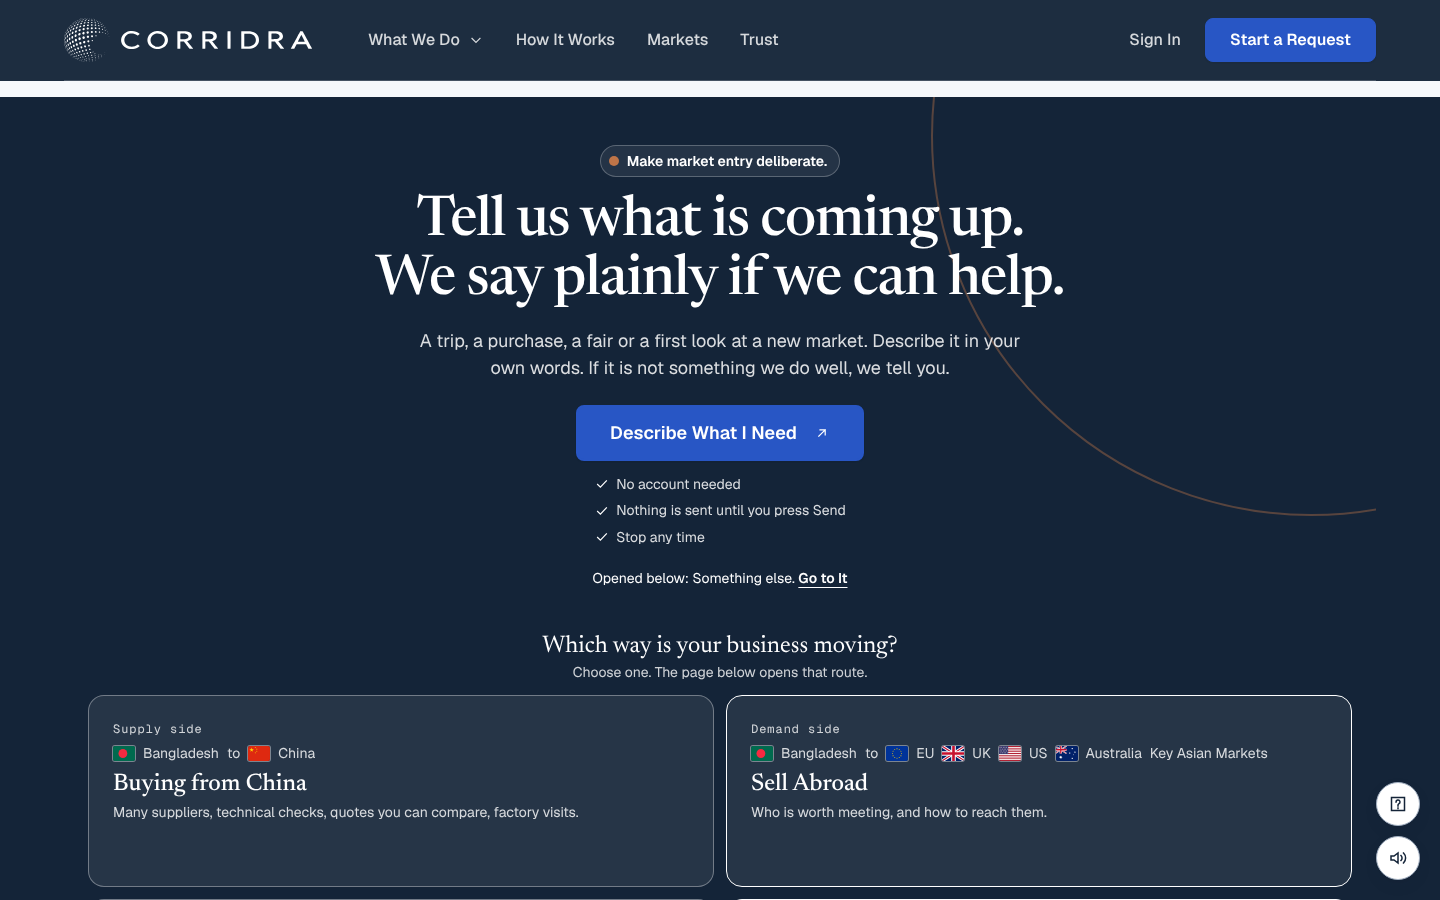 CORRIDRA
What We Do
How It Works
Markets
Trust
Sign In
Start a Request
Make market entry deliberate.
Tell us what is coming up.
We say plainly if we can help.
A trip, a purchase, a fair or a first look at a new market. Describe it in your
own words. If it is not something we do well, we tell you.
Describe What I Need
No account needed
Nothing is sent until you press Send
Stop any time
Opened below: Something else. Go to It
Which way is your business moving?
Choose one. The page below opens that route.
Supply side
Bangladesh to China
Buying from China
Many suppliers, technical checks, quotes you can compare, factory visits.
Demand side
Bangladesh to EU UK US Australia Key Asian Markets
Sell Abroad
Who is worth meeting, and how to reach them.